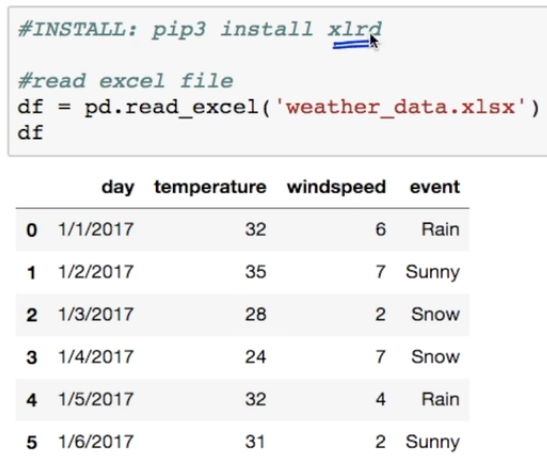 #INSTALL: pip3 install xlrd
#read excel file
df = pd.read_excel('weather_data.xlsx')
df
day temperature windspeed event
0 1/1/2017 32 6 Rain
1 1/2/2017 35 7 Sunny
2 1/3/2017 28 2 Snow
3 1/4/2017 24 7 Snow
4 1/5/2017 32 4 Rain
5 1/6/2017 31 2 Sunny